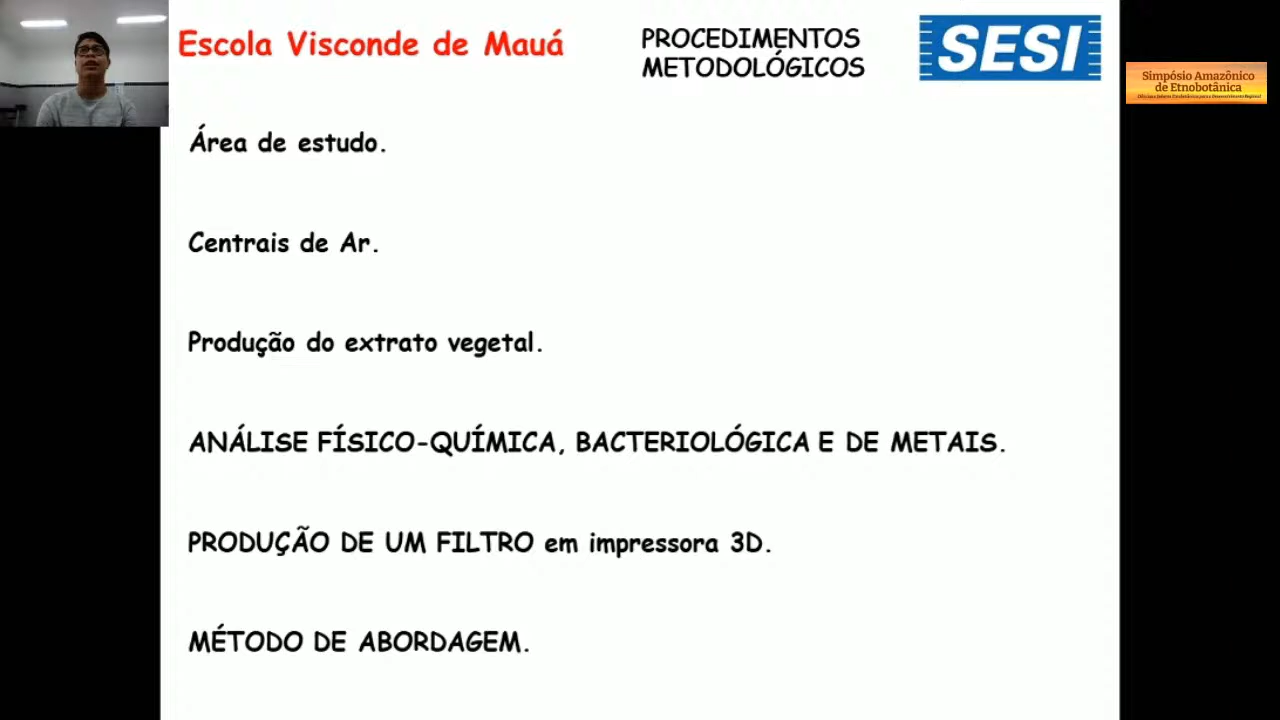 Escola Visconde de Mauá
PROCEDIMENTOS
METODOLÓGICOS
SESI
Simpósio Amazônico
de Etnobotânica
Área de estudo.
Centrais de Ar.
Produção do extrato vegetal.
ANÁLISE FÍSICO-QUÍMICA, BACTERIOLÓGICA E DE METAIS.
PRODUÇÃO DE UM FILTRO em impressora 3D.
MÉTODO DE ABORDAGEM.